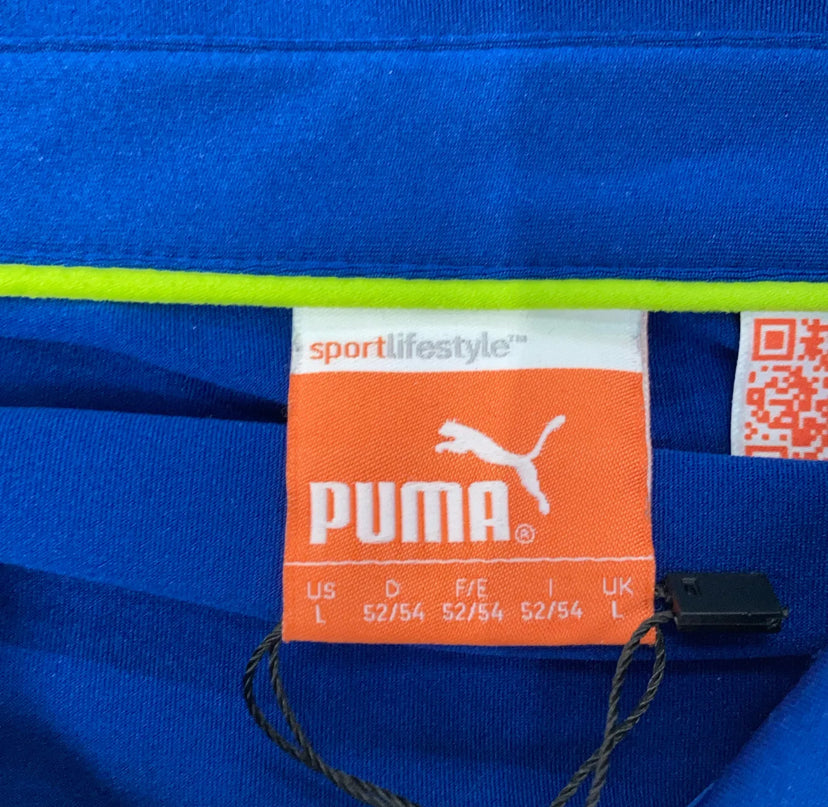 sportlifestyle™
PUMA®
US D F/E I UK
L 52/54 52/54 52/54 L